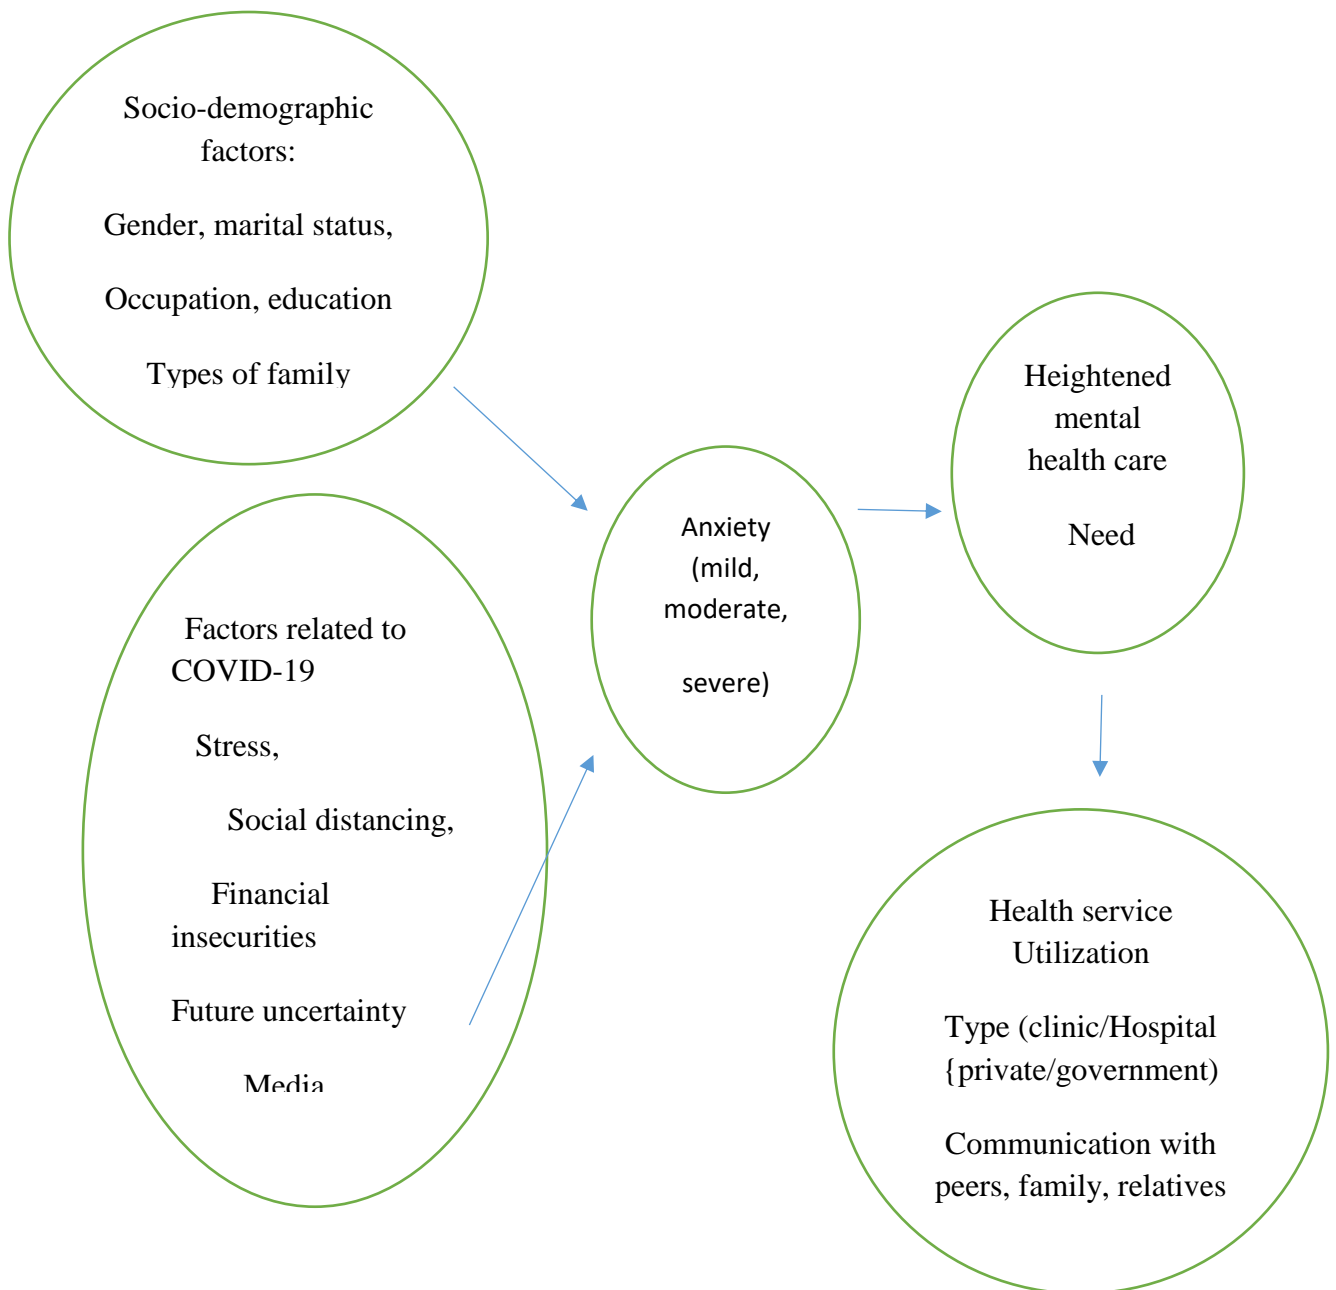 Socio-demographic
factors:
Gender, marital status,
Occupation, education
Types of family
Factors related to
COVID-19
Stress,
Social distancing,
Financial
insecurities
Future uncertainty
Media
Anxiety
(mild,
moderate,
severe)
Heightened
mental
health care
Need
Health service
Utilization
Type (clinic/Hospital
{private/government)
Communication with
peers, family, relatives